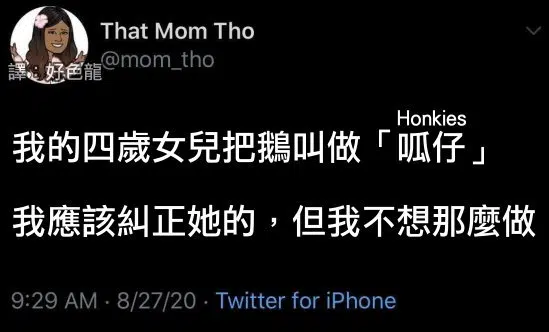 That Mom Tho
@mom_tho
譯：好色龍
Honkies
我的四歲女兒把鵝叫做「呱仔」
我應該糾正她的，但我不想那麼做
9:29 AM · 8/27/20 · Twitter for iPhone